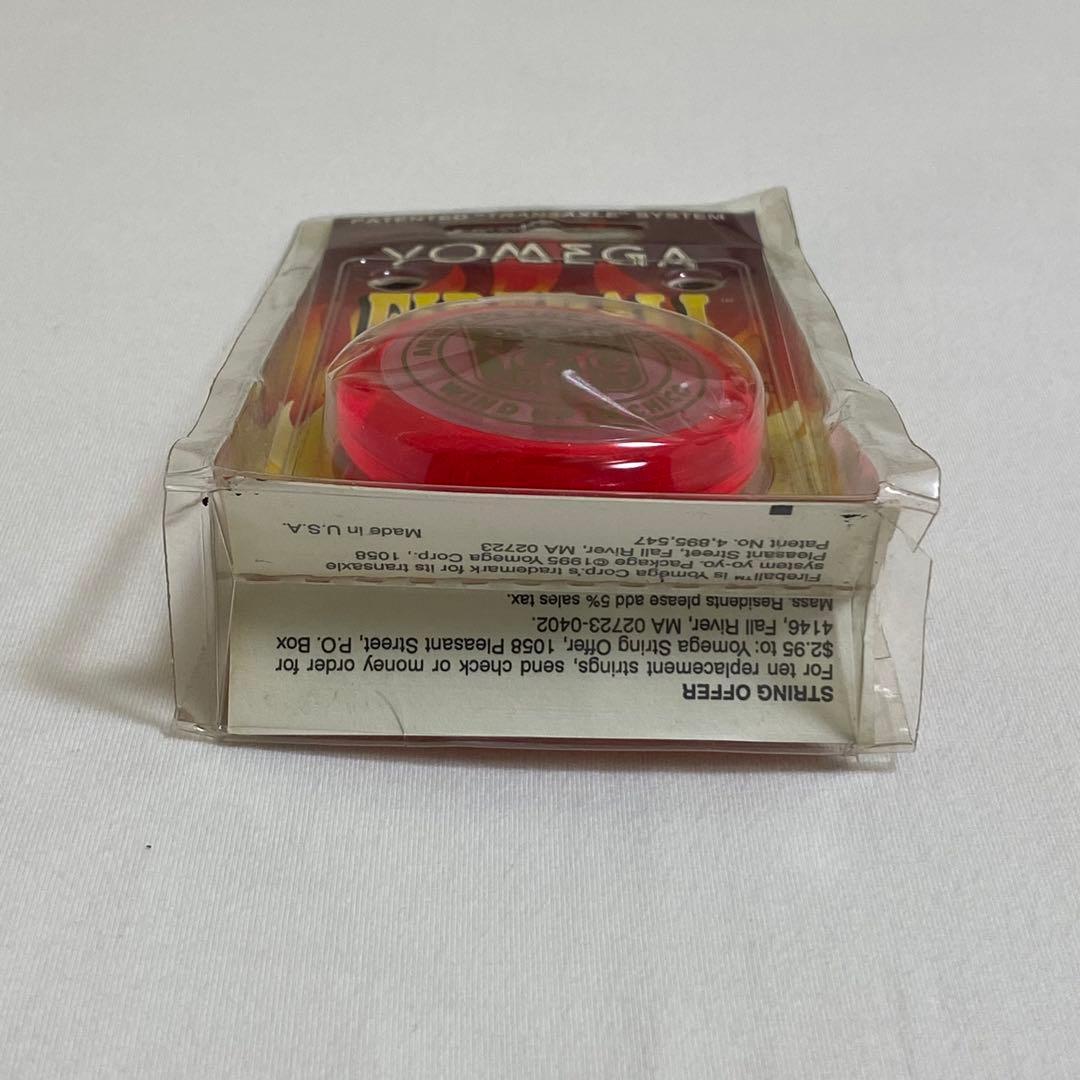 PATENTED "TRANSAXLE" SYSTEM
YOMEGA
FIREBALL™
WIND
STRING OFFER
For ten replacement strings, send check or money order for
$2.95 to: Yomega String Offer, 1058 Pleasant Street, P.O. Box
4146, Fall River, MA 02723-0402.
Mass. Residents please add 5% sales tax.
Fireball™ is Yomega Corp.'s trademark for its transaxle
system yo-yo. Package ©1995 Yomega Corp., 1058
Pleasant Street, Fall River, MA 02723
Patent No. 4,895,547 Made in U.S.A.